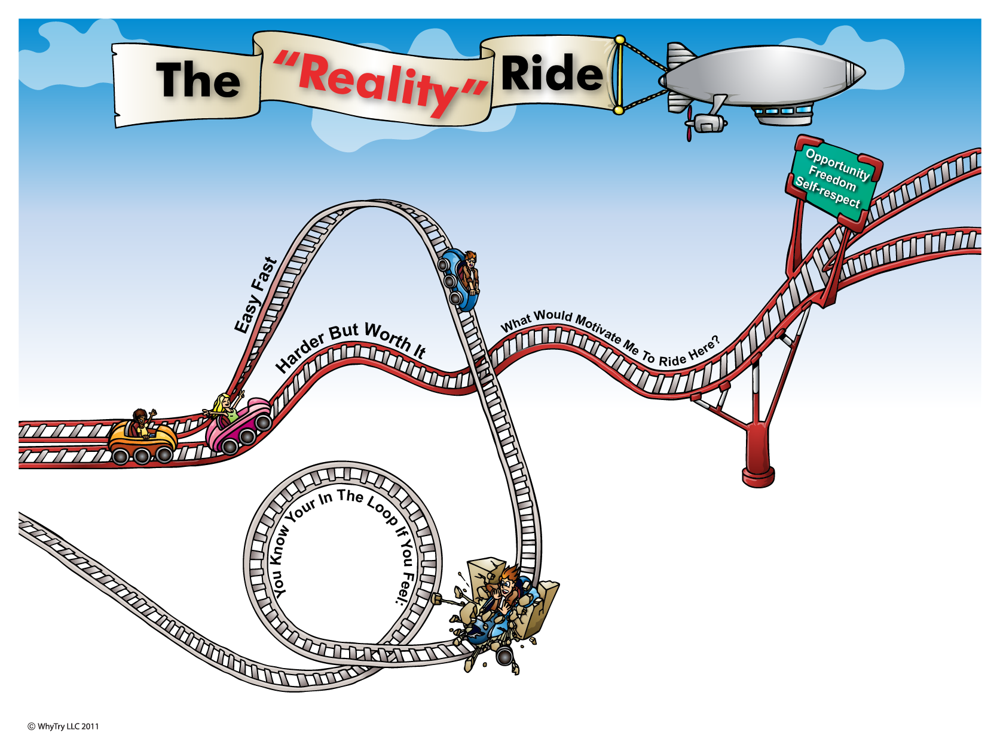 The "Reality" Ride
Opportunity
Freedom
Self-respect
Easy Fast
Harder But Worth It
What Would Motivate Me To Ride Here?
You Know Your In The Loop If You Feel:
© WhyTry LLC 2011